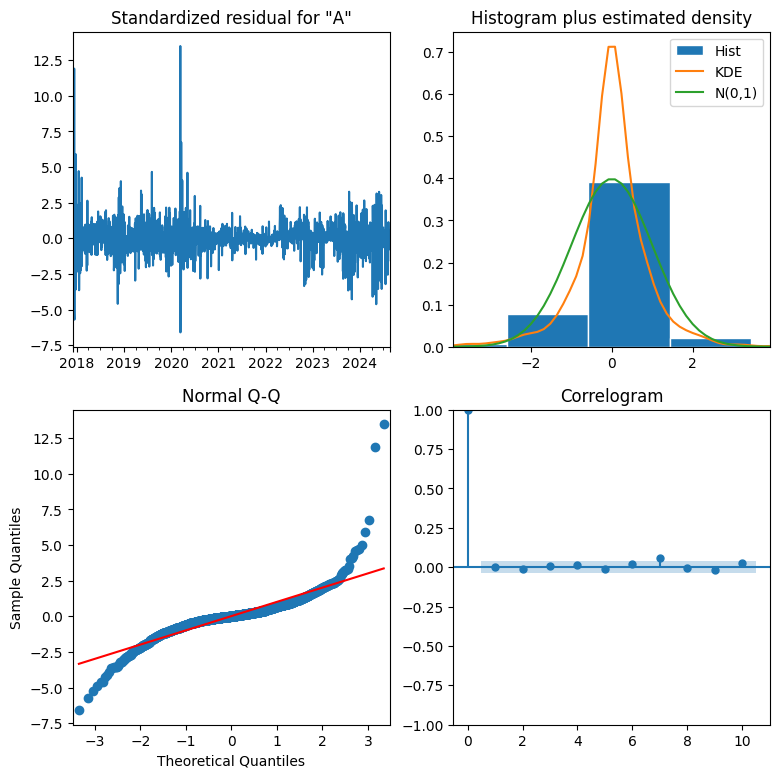 Standardized residual for "A"
12.5
10.0
7.5
5.0
2.5
0.0
−2.5
−5.0
−7.5
2018 2019 2020 2021 2022 2023 2024
Histogram plus estimated density
Hist
KDE
N(0,1)
0.7
0.6
0.5
0.4
0.3
0.2
0.1
0.0
−2 0 2
Normal Q-Q
Sample Quantiles
12.5
10.0
7.5
5.0
2.5
0.0
−2.5
−5.0
−7.5
−3 −2 −1 0 1 2 3
Theoretical Quantiles
Correlogram
1.00
0.75
0.50
0.25
0.00
−0.25
−0.50
−0.75
−1.00
0 2 4 6 8 10